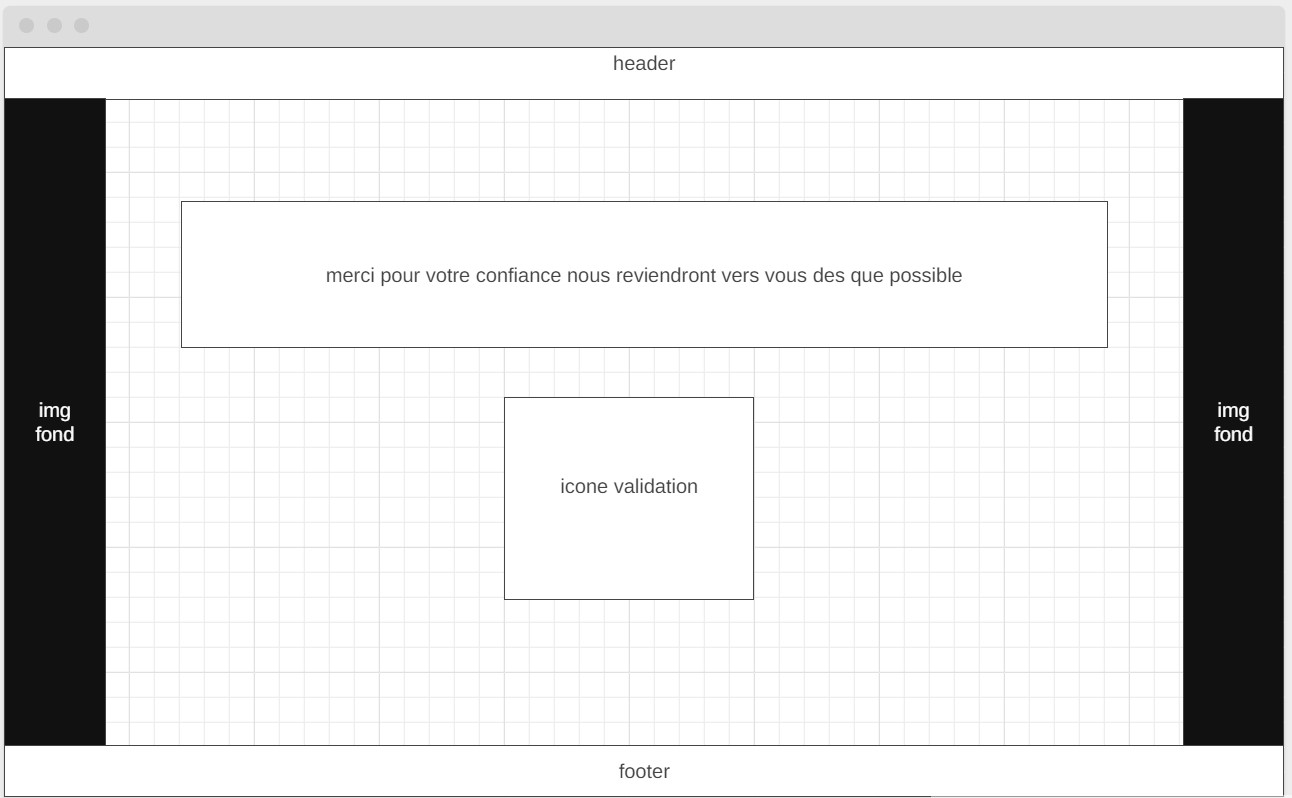 header
merci pour votre confiance nous reviendront vers vous des que possible
img
fond
icone validation
img
fond
footer